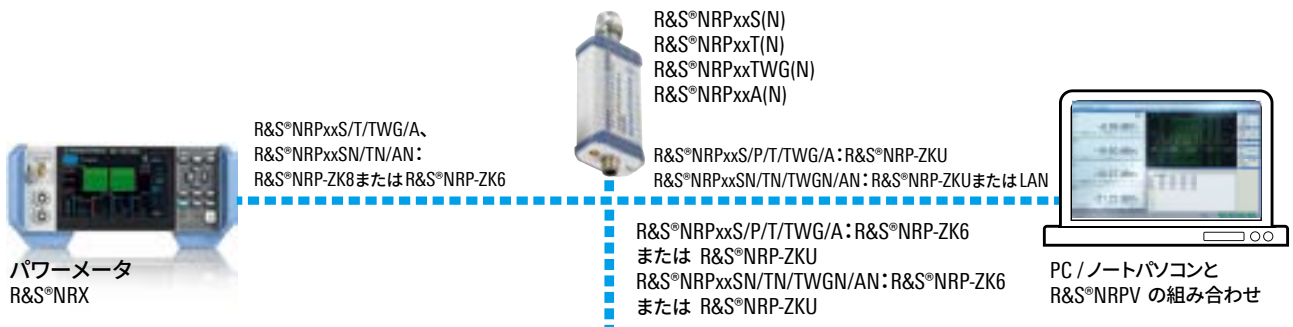 R&S®NRPxxS(N)
R&S®NRPxxT(N)
R&S®NRPxxTWG(N)
R&S®NRPxxA(N)
R&S®NRPxxS/T/TWG/A、
R&S®NRPxxSN/TN/AN：
R&S®NRP-ZK8またはR&S®NRP-ZK6
R&S®NRPxxS/P/T/TWG/A：R&S®NRP-ZKU
R&S®NRPxxSN/TN/TWGN/AN：R&S®NRP-ZKUまたはLAN
R&S®NRPxxS/P/T/TWG/A：R&S®NRP-ZK6
または R&S®NRP-ZKU
R&S®NRPxxSN/TN/TWGN/AN：R&S®NRP-ZK6
または R&S®NRP-ZKU
パワーメータ
R&S®NRX
PC /ノートパソコンと
R&S®NRPV の組み合わせ